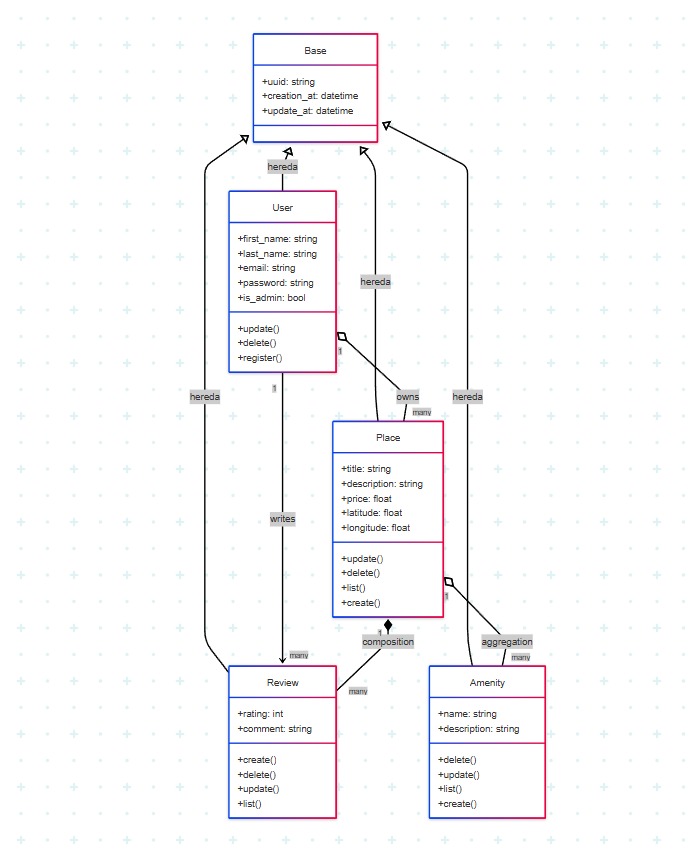 Base
+uuid: string
+creation_at: datetime
+update_at: datetime
hereda
User
+first_name: string
+last_name: string
+email: string
+password: string
+is_admin: bool
+update()
+delete()
+register()
hereda
1
1
hereda
owns
hereda
many
Place
+title: string
+description: string
+price: float
+latitude: float
+longitude: float
writes
+update()
+delete()
+list()
+create()
1
1
composition
aggregation
many
many
many
Review
+rating: int
+comment: string
+create()
+delete()
+update()
+list()
Amenity
+name: string
+description: string
+delete()
+update()
+list()
+create()